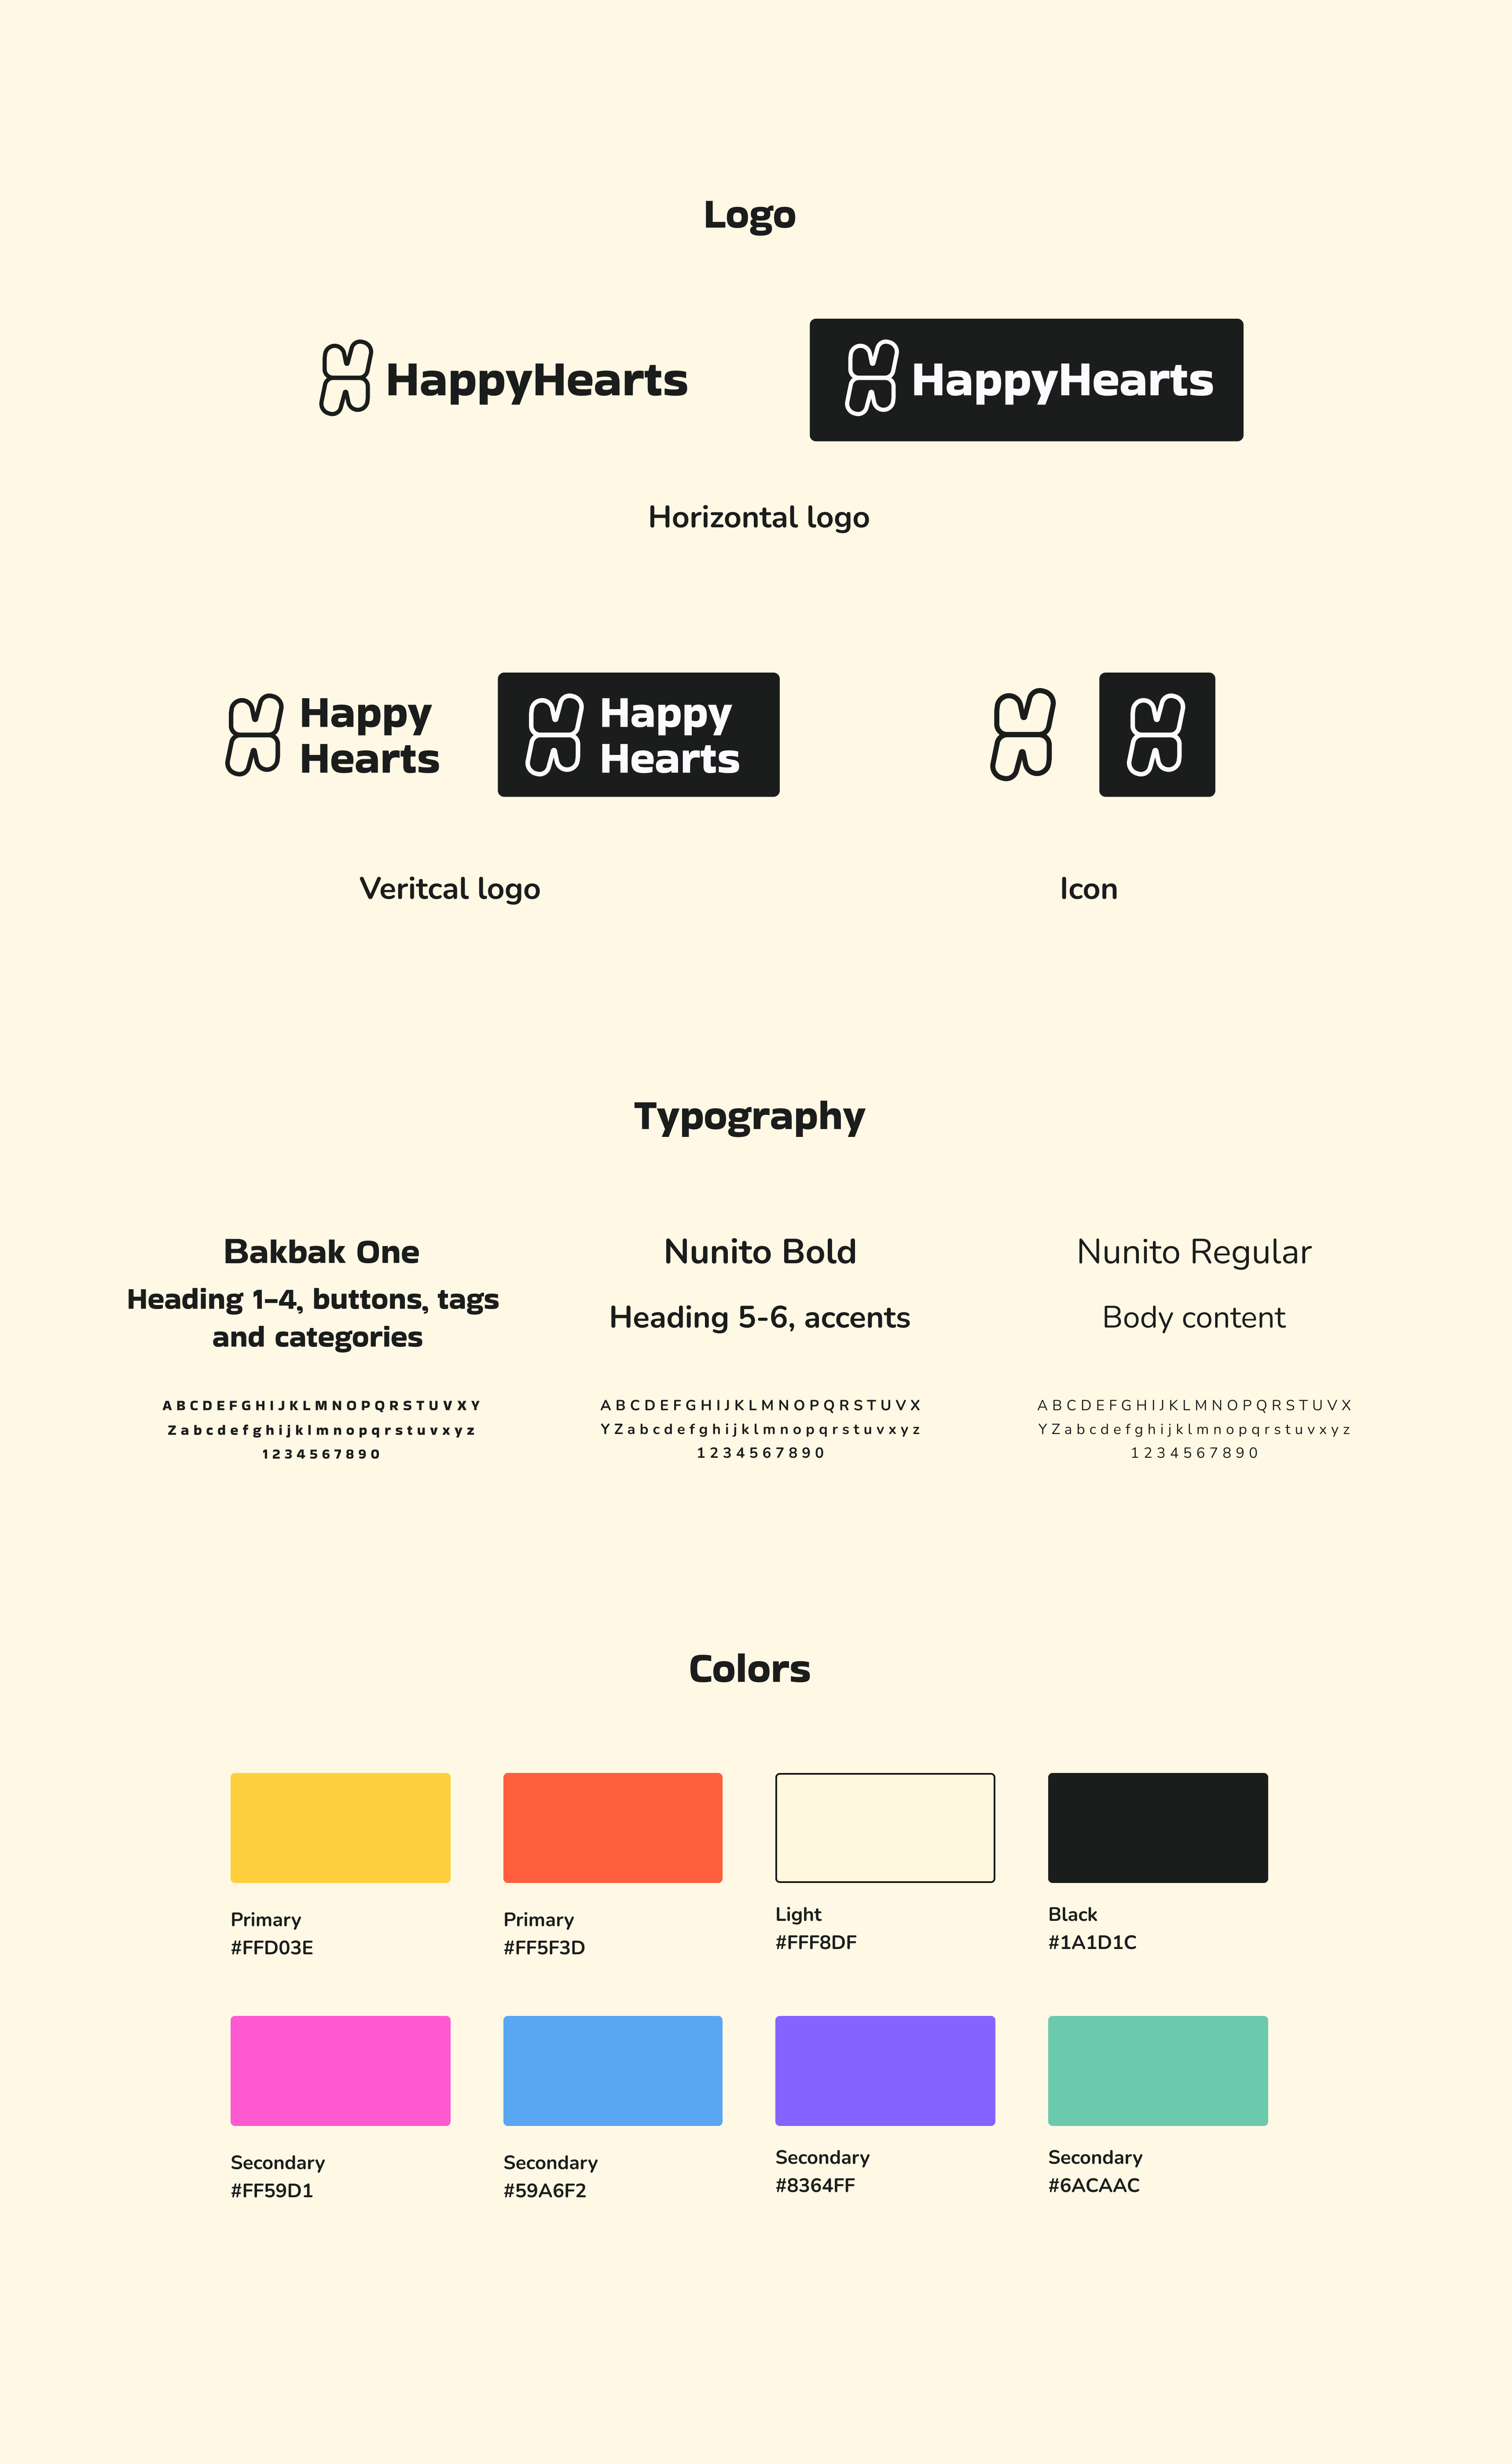 Logo
HappyHearts
HappyHearts
Horizontal logo
Happy
Hearts
Happy
Hearts
Veritcal logo
Icon
Typography
Bakbak One
Heading 1-4, buttons, tags
and categories
A B C D E F G H I J K L M N O P Q R S T U V X Y
Z a b c d e f g h i j k l m n o p q r s t u v x y z
1 2 3 4 5 6 7 8 9 0
Nunito Bold
Heading 5-6, accents
A B C D E F G H I J K L M N O P Q R S T U V X
Y Z a b c d e f g h i j k l m n o p q r s t u v x y z
1 2 3 4 5 6 7 8 9 0
Nunito Regular
Body content
A B C D E F G H I J K L M N O P Q R S T U V X
Y Z a b c d e f g h i j k l m n o p q r s t u v x y z
1 2 3 4 5 6 7 8 9 0
Colors
Primary
#FFD03E
Primary
#FF5F3D
Light
#FFF8DF
Black
#1A1D1C
Secondary
#FF59D1
Secondary
#59A6F2
Secondary
#8364FF
Secondary
#6ACAAC